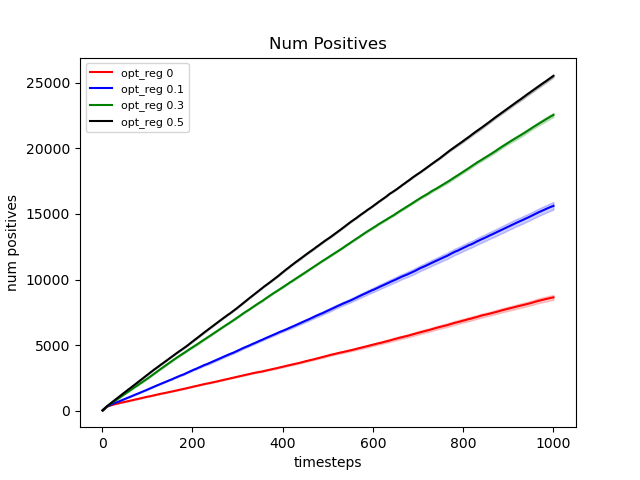 Num Positives
opt_reg 0
opt_reg 0.1
opt_reg 0.3
opt_reg 0.5
num positives
25000
20000
15000
10000
5000
0
0 200 400 600 800 1000
timesteps